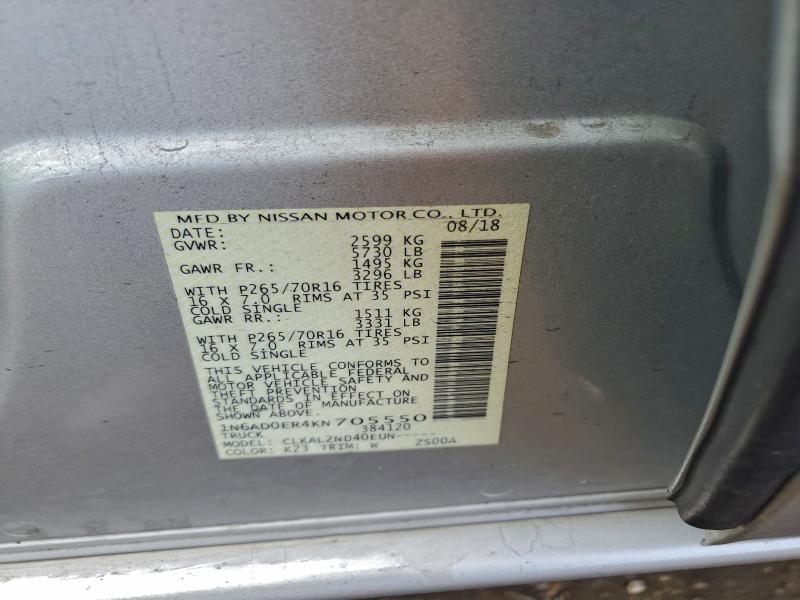 MFD BY NISSAN MOTOR CO., LTD.
DATE: 08/18
GVWR: 2599 KG
5730 LB
GAWR FR.: 1495 KG
3296 LB
WITH P265/70R16 TIRES
16 X 7.0 RIMS AT 35 PSI
COLD SINGLE
GAWR RR.: 1511 KG
3331 LB
WITH P265/70R16 TIRES
16 X 7.0 RIMS AT 35 PSI
COLD SINGLE
THIS VEHICLE CONFORMS TO
ALL APPLICABLE FEDERAL
MOTOR VEHICLE SAFETY AND
THEFT PREVENTION
STANDARDS IN EFFECT ON
THE DATE OF MANUFACTURE
SHOWN ABOVE.
1N6AD0ER4KN705550
TRUCK 384120
MODEL: CLKALZND40EUN-----
COLOR: K23 TRIM: W ZS00A